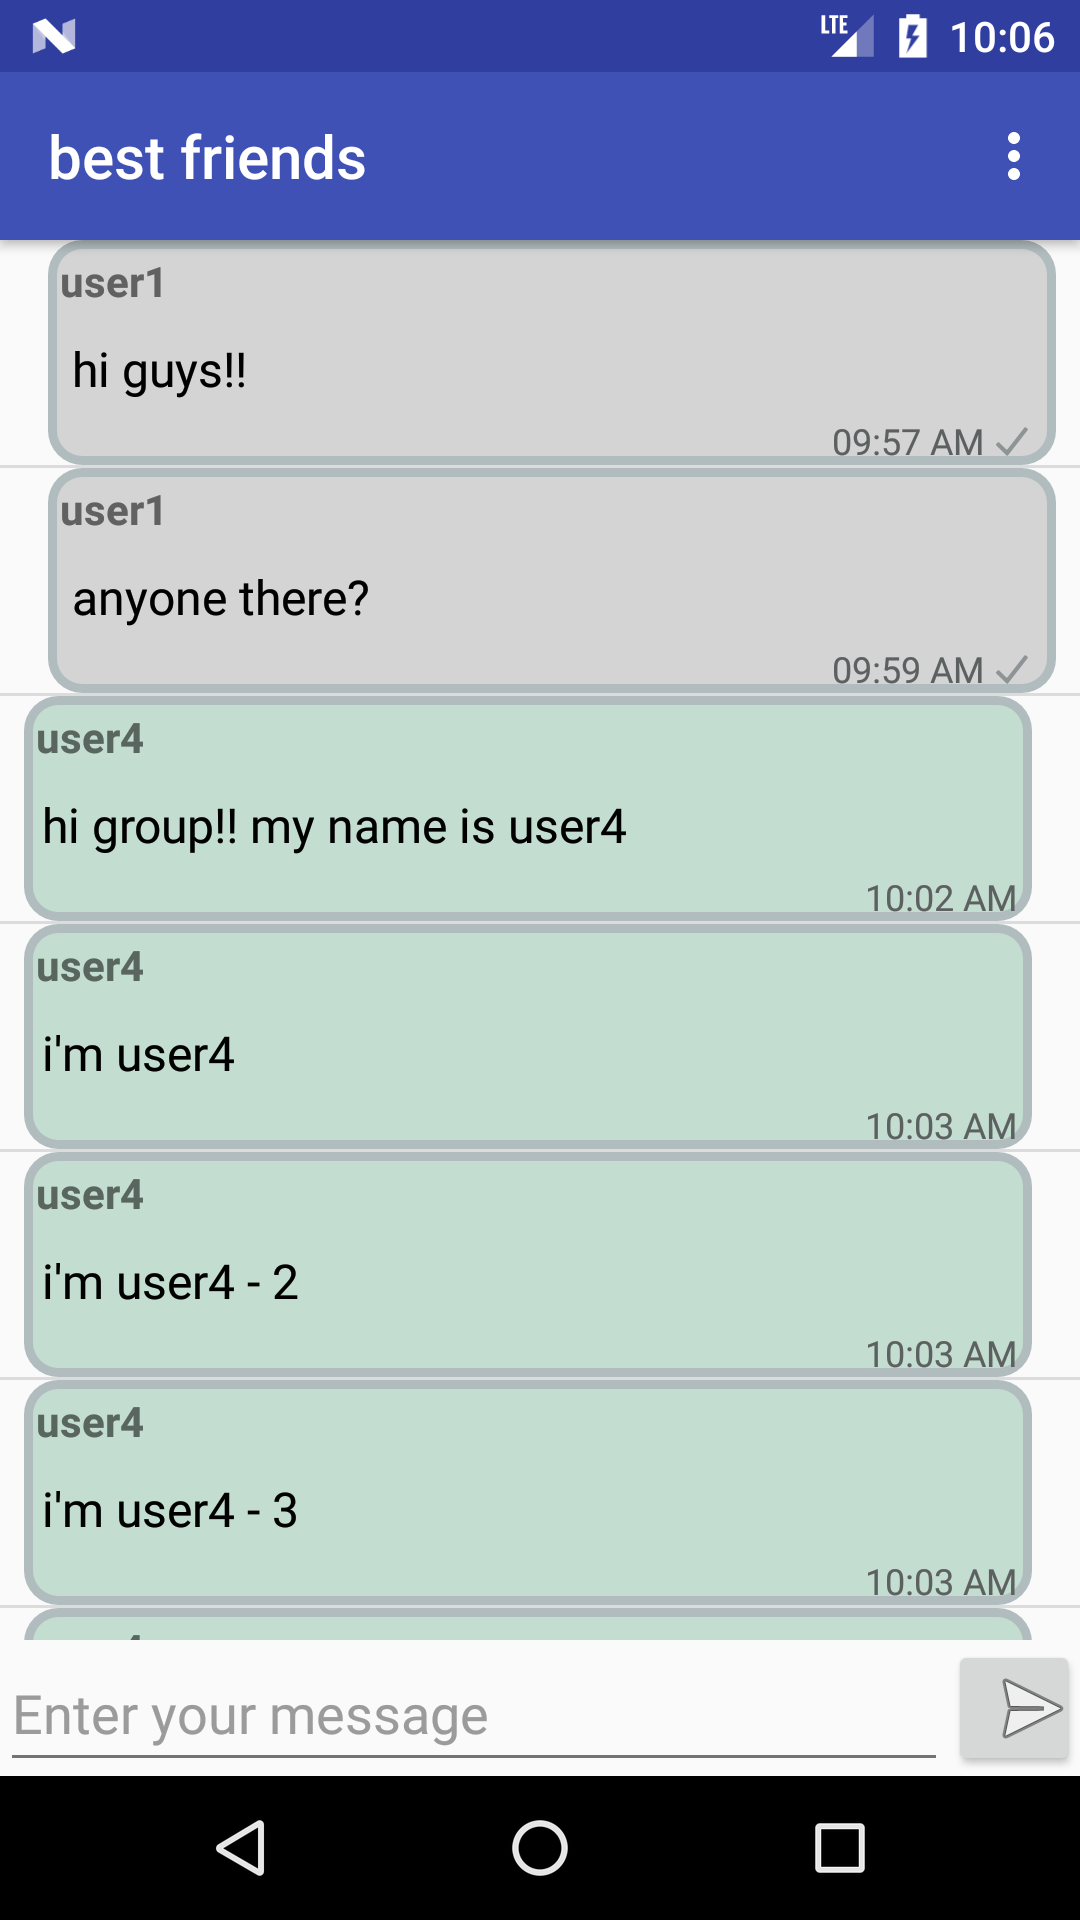 LTE 10:06
best friends
user1
hi guys!!
09:57 AM
user1
anyone there?
09:59 AM
user4
hi group!! my name is user4
10:02 AM
user4
i'm user4
10:03 AM
user4
i'm user4 - 2
10:03 AM
user4
i'm user4 - 3
10:03 AM
Enter your message